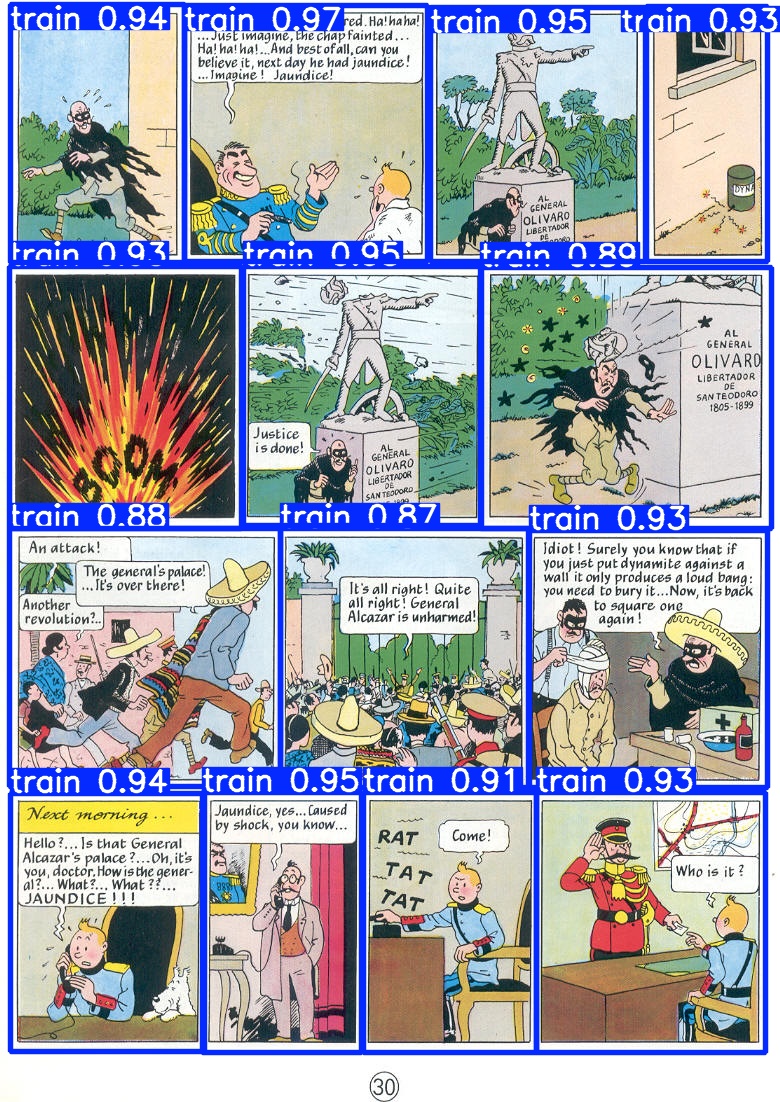 train 0.94
train 0.97
train 0.95
train 0.93
red. Ha! ha ha!
...Just imagine, the chap fainted...
Ha! ha! ha!...And best of all, can you
believe it, next day he had jaundice!
...Imagine! Jaundice!
AL
GENERAL
OLIVARO
LIBERTADOR
DE
SAN TEODORO
DYNA
train 0.93
train 0.95
train 0.89
BOOM
Justice
is done!
AL
GENERAL
OLIVARO
LIBERTADOR
DE
SAN TEODORO
1899
AL
GENERAL
OLIVARO
LIBERTADOR
DE
SAN TEODORO
1805-1899
train 0.88
train 0.87
train 0.93
An attack!
The general's palace!
...It's over there!
Another
revolution?..
It's all right! Quite
all right! General
Alcazar is unharmed!
Idiot! Surely you know that if
you just put dynamite against a
wall it only produces a loud bang:
you need to bury it...Now, it's back
to square one
again!
train 0.94
train 0.95
train 0.91
train 0.93
Next morning...
Hello?... Is that General
Alcazar's palace?...Oh, it's
you, doctor. How is the gener-
al?... What?... What??...
JAUNDICE!!!
Jaundice, yes...Caused
by shock, you know...
RAT
TAT
TAT
Come!
Who is it?
30